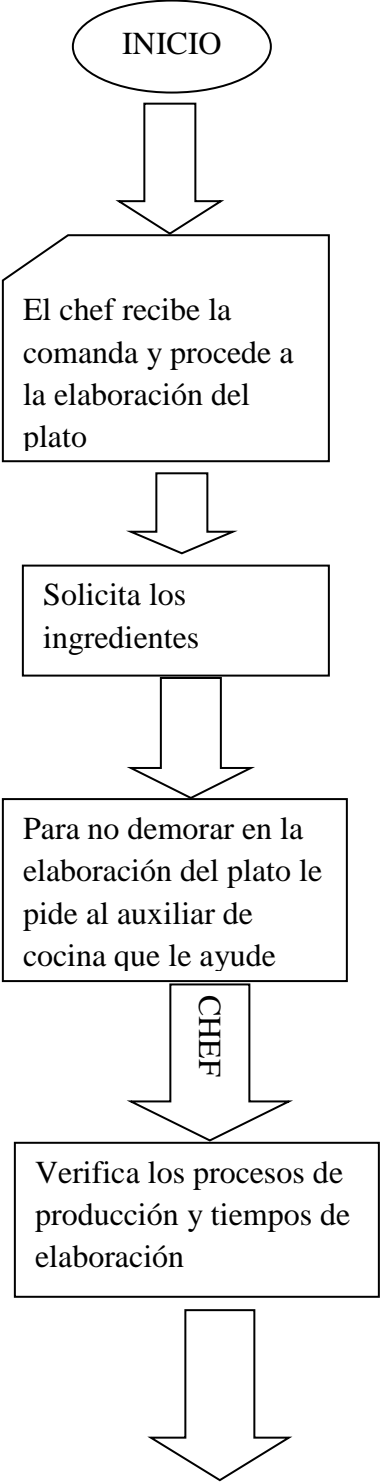 INICIO
El chef recibe la
comanda y procede a
la elaboración del
plato
Solicita los
ingredientes
Para no demorar en la
elaboración del plato le
pide al auxiliar de
cocina que le ayude
CHEF
Verifica los procesos de
producción y tiempos de
elaboración